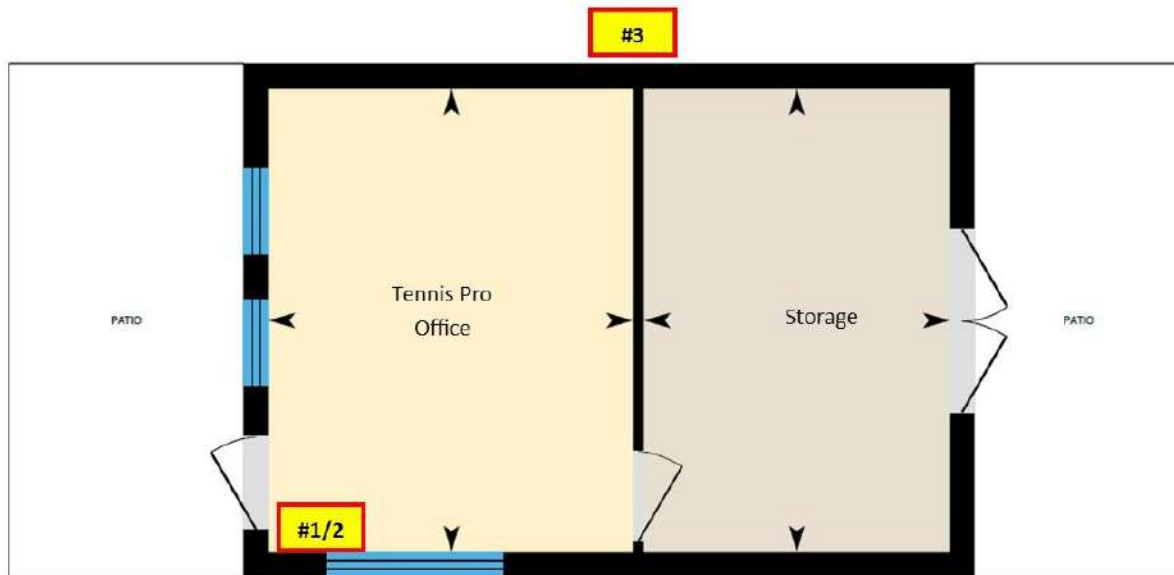 #3
Tennis Pro
Office
Storage
PATIO
PATIO
#1/2